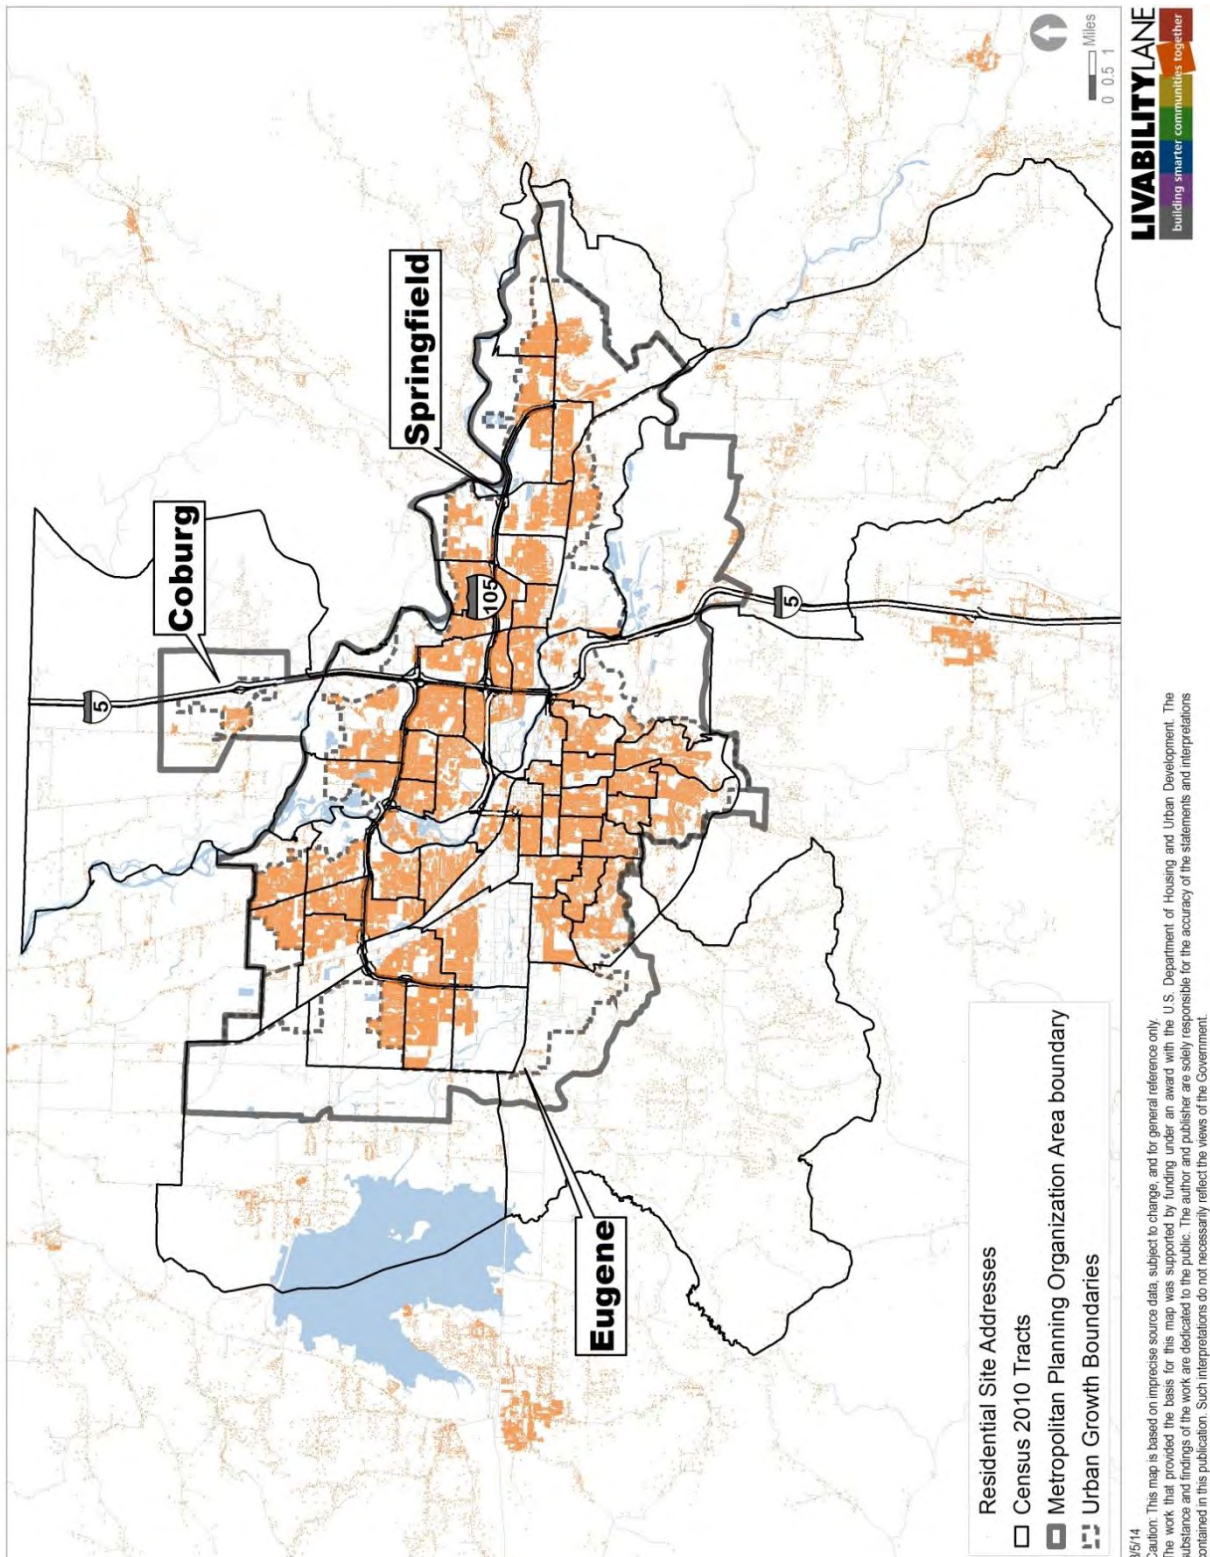 Coburg
Springfield
Eugene
5
105
5
Residential Site Addresses
Census 2010 Tracts
Metropolitan Planning Organization Area boundary
Urban Growth Boundaries
0 0.5 1 Miles
LIVABILITYLANE
building smarter communities together
/5/14
Caution: This map is based on imprecise source data, subject to change, and for general reference only.
The work that provided the basis for this map was supported by funding under an award with the U.S. Department of Housing and Urban Development. The
substance and findings of the work are dedicated to the public. The author and publisher are solely responsible for the accuracy of the statements and interpretations
contained in this publication. Such interpretations do not necessarily reflect the views of the Government.